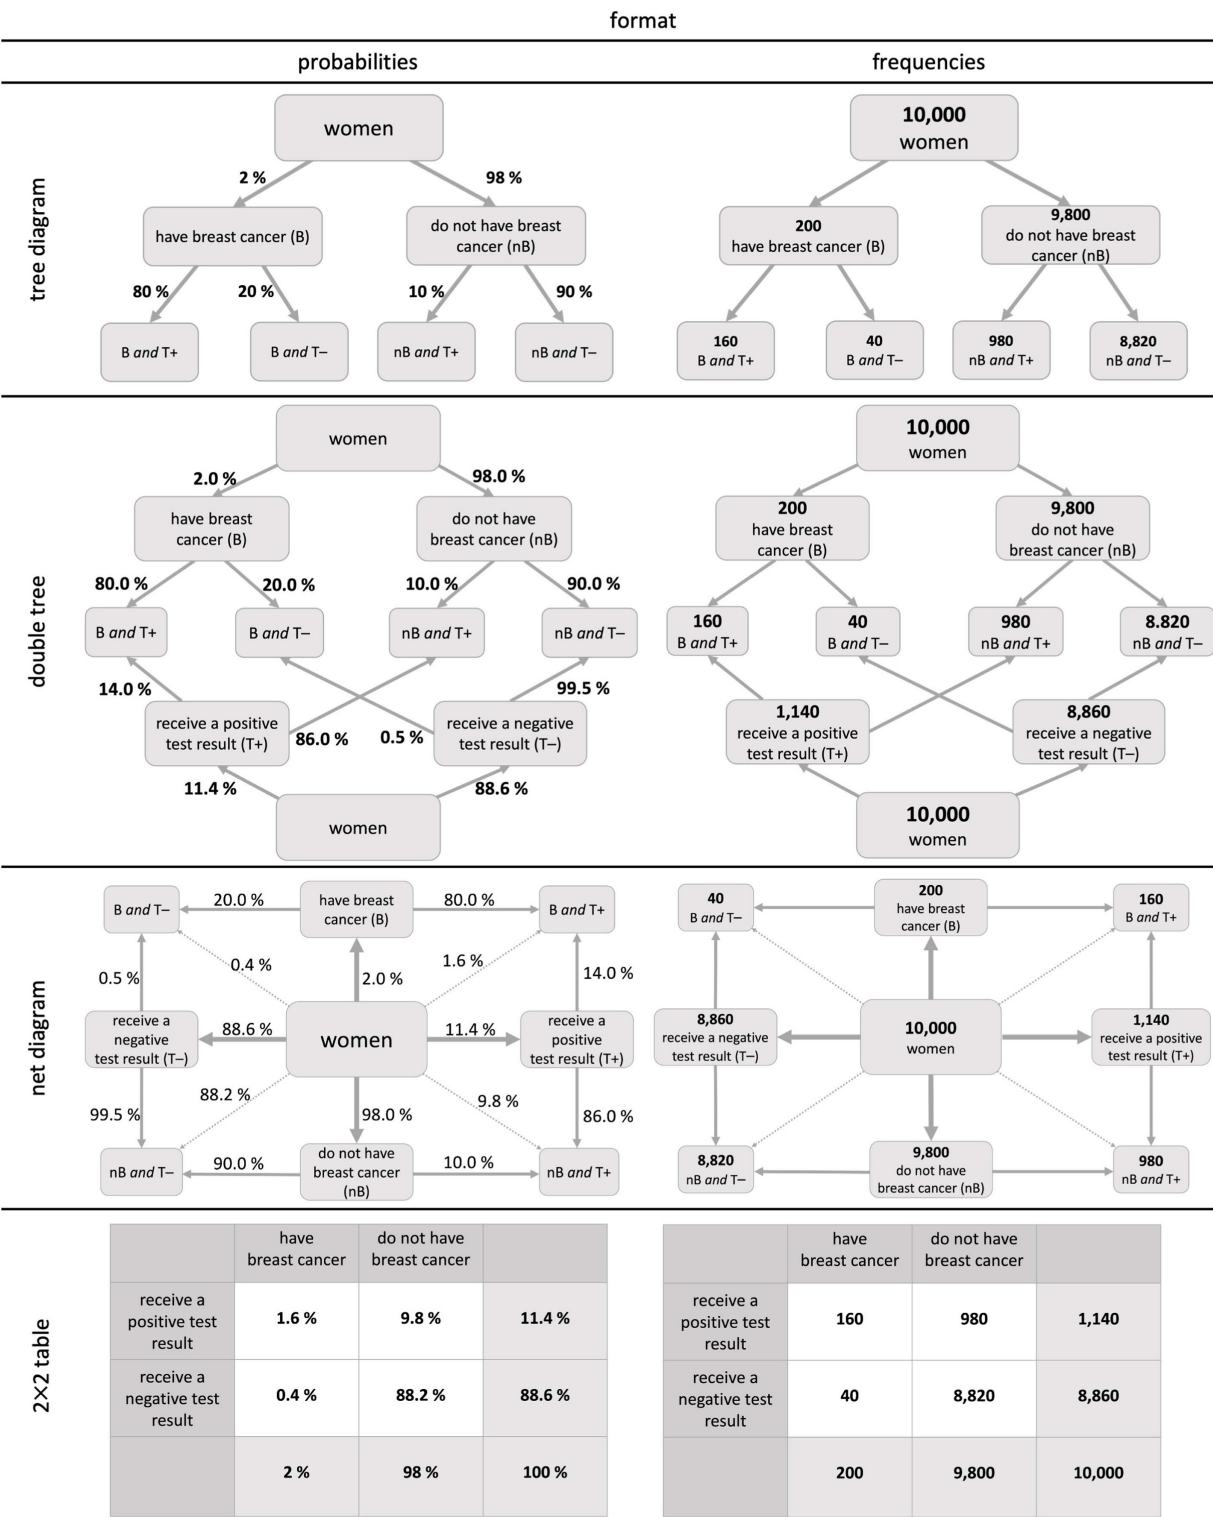 format
probabilities
frequencies
tree diagram
women
2 %
98 %
have breast cancer (B)
do not have breast
cancer (nB)
80 %
20 %
10 %
90 %
B and T+
B and T–
nB and T+
nB and T–
10,000
women
200
have breast cancer (B)
9,800
do not have breast
cancer (nB)
160
B and T+
40
B and T–
980
nB and T+
8,820
nB and T–
double tree
women
2.0 %
98.0 %
have breast
cancer (B)
do not have
breast cancer (nB)
80.0 %
20.0 %
10.0 %
90.0 %
B and T+
B and T–
nB and T+
nB and T–
14.0 %
99.5 %
receive a positive
test result (T+)
86.0 %
0.5 %
receive a negative
test result (T–)
11.4 %
88.6 %
women
10,000
women
200
have breast
cancer (B)
9,800
do not have
breast cancer (nB)
160
B and T+
40
B and T–
980
nB and T+
8.820
nB and T–
1,140
receive a positive
test result (T+)
8,860
receive a negative
test result (T–)
10,000
women
net diagram
B and T–
20.0 %
have breast
cancer (B)
80.0 %
B and T+
0.5 %
0.4 %
2.0 %
1.6 %
14.0 %
receive a
negative
test result (T–)
88.6 %
women
11.4 %
receive a
positive
test result (T+)
99.5 %
88.2 %
98.0 %
9.8 %
86.0 %
nB and T–
90.0 %
do not have
breast cancer
(nB)
10.0 %
nB and T+
40
B and T–
200
have breast
cancer (B)
160
B and T+
8,860
receive a negative
test result (T–)
10,000
women
1,140
receive a positive
test result (T+)
8,820
nB and T–
9,800
do not have
breast cancer (nB)
980
nB and T+
2×2 table
have
breast cancer
do not have
breast cancer
receive a
positive test
result
1.6 %
9.8 %
11.4 %
receive a
negative test
result
0.4 %
88.2 %
88.6 %
2 %
98 %
100 %
have
breast cancer
do not have
breast cancer
receive a
positive test
result
160
980
1,140
receive a
negative test
result
40
8,820
8,860
200
9,800
10,000